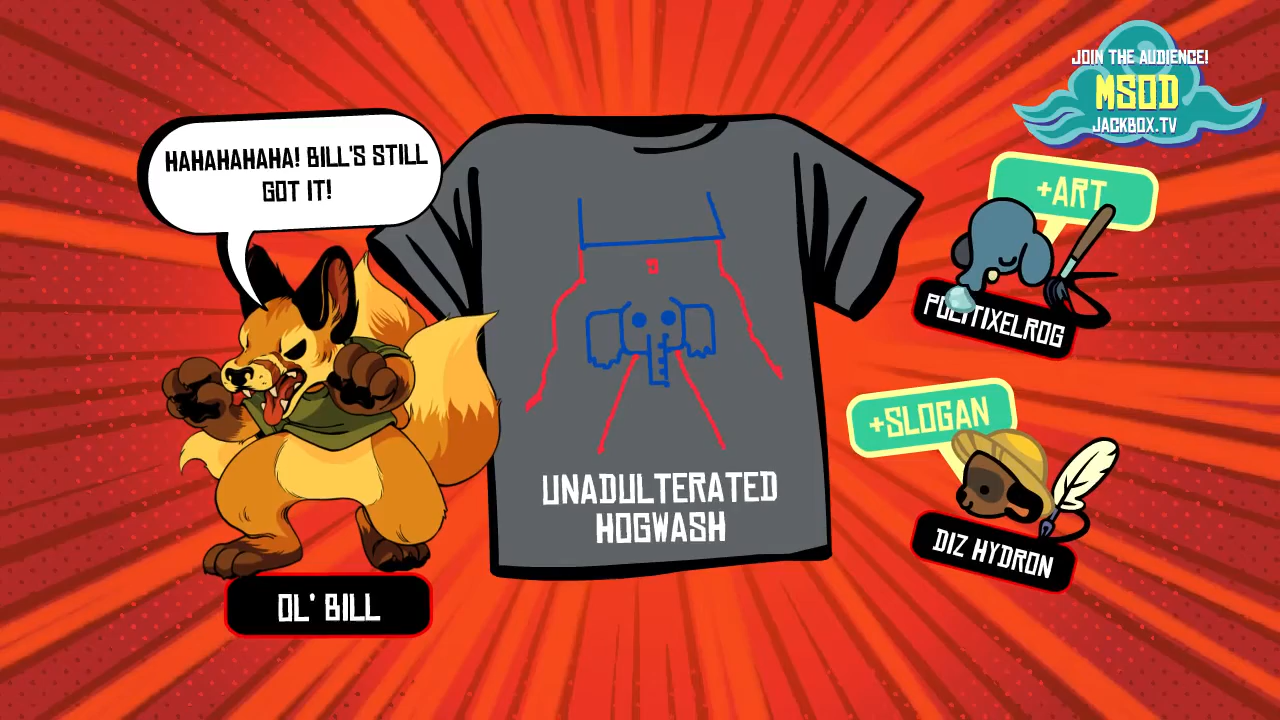 JOIN THE AUDIENCE!
MSOD
JACKBOX.TV
HAHAHAHAHA! BILL'S STILL
GOT IT!
+ART
POLITIXELROG
+SLOGAN
UNADULTERATED
HOGWASH
DIZ HYDRON
OL' BILL